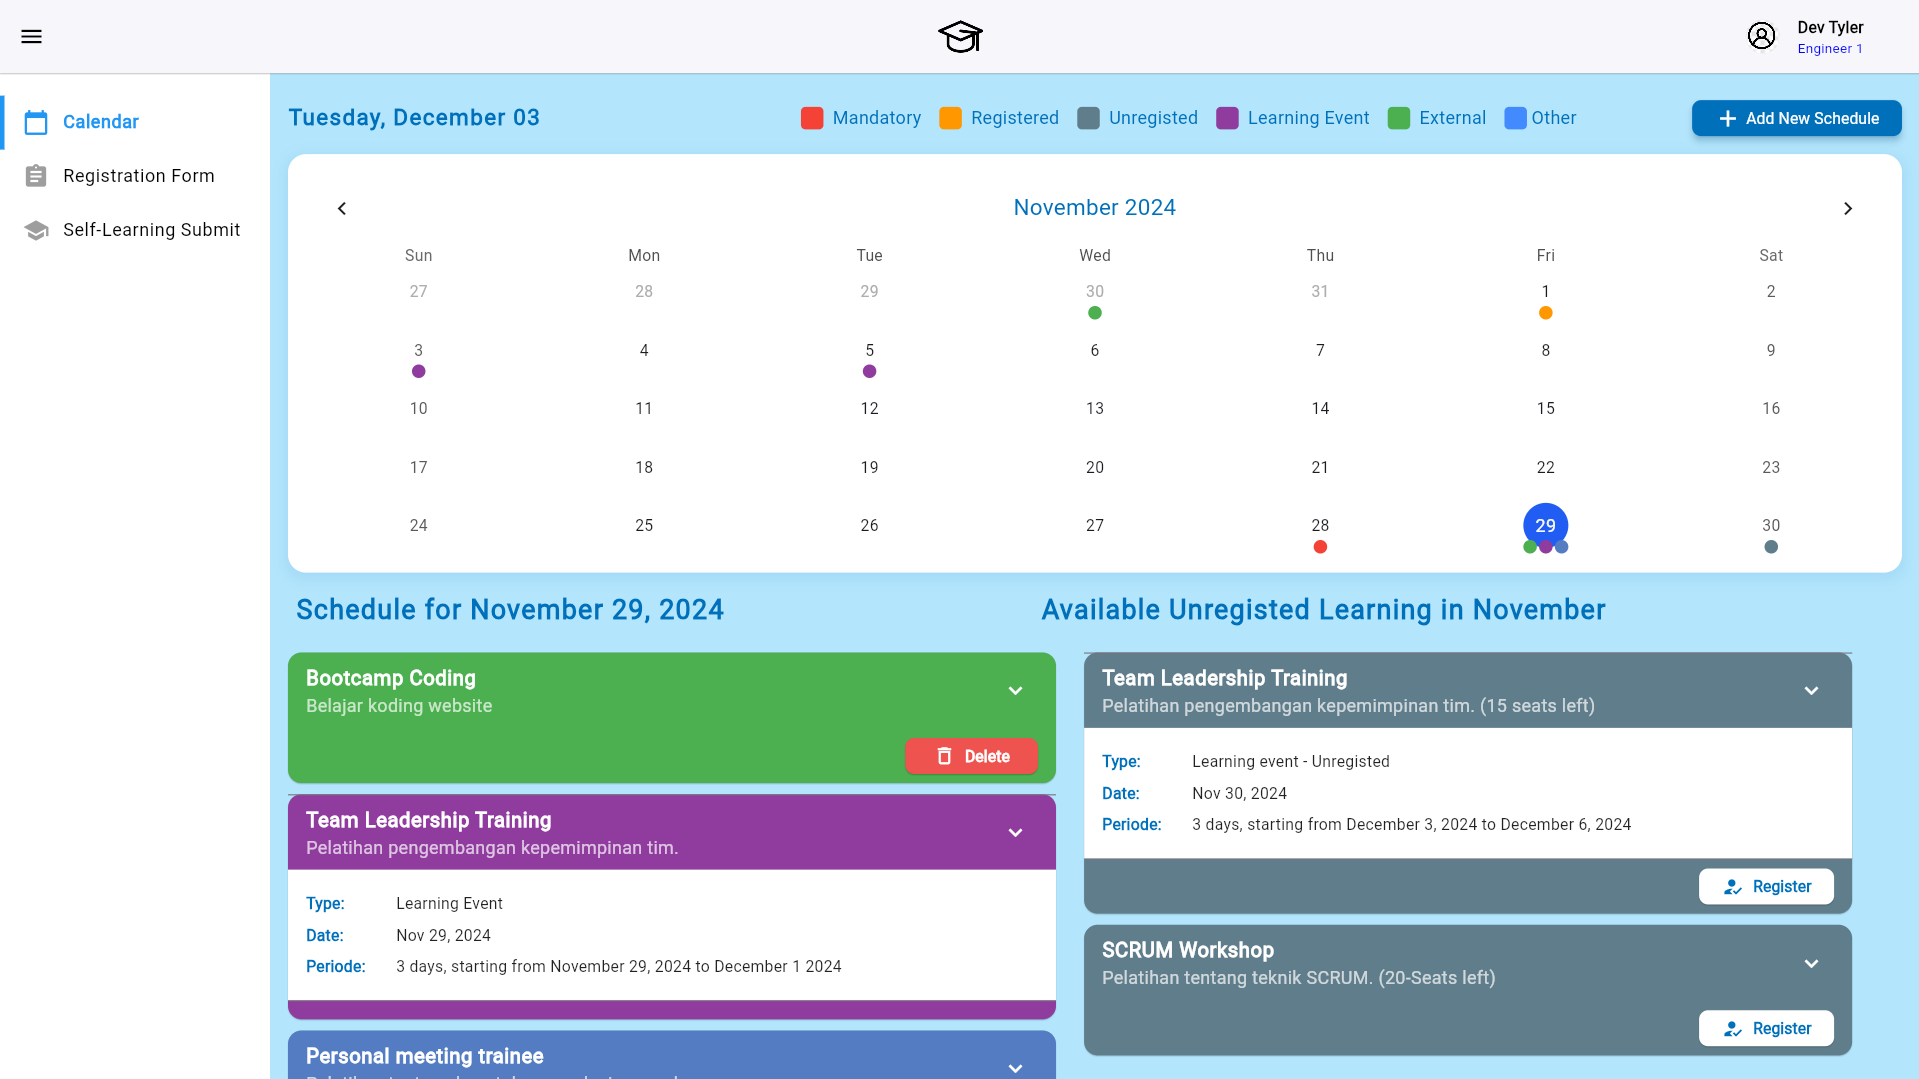 Dev Tyler
Engineer 1
Calendar
Registration Form
Self-Learning Submit
Tuesday, December 03
Mandatory Registered Unregisted Learning Event External Other
Add New Schedule
November 2024
Sun Mon Tue Wed Thu Fri Sat
27 28 29 30 31 1 2
3 4 5 6 7 8 9
10 11 12 13 14 15 16
17 18 19 20 21 22 23
24 25 26 27 28 29 30
Schedule for November 29, 2024
Bootcamp Coding
Belajar koding website
Delete
Team Leadership Training
Pelatihan pengembangan kepemimpinan tim.
Type: Learning Event
Date: Nov 29, 2024
Periode: 3 days, starting from November 29, 2024 to December 1 2024
Personal meeting trainee
Available Unregisted Learning in November
Team Leadership Training
Pelatihan pengembangan kepemimpinan tim. (15 seats left)
Type: Learning event - Unregisted
Date: Nov 30, 2024
Periode: 3 days, starting from December 3, 2024 to December 6, 2024
Register
SCRUM Workshop
Pelatihan tentang teknik SCRUM. (20-Seats left)
Register